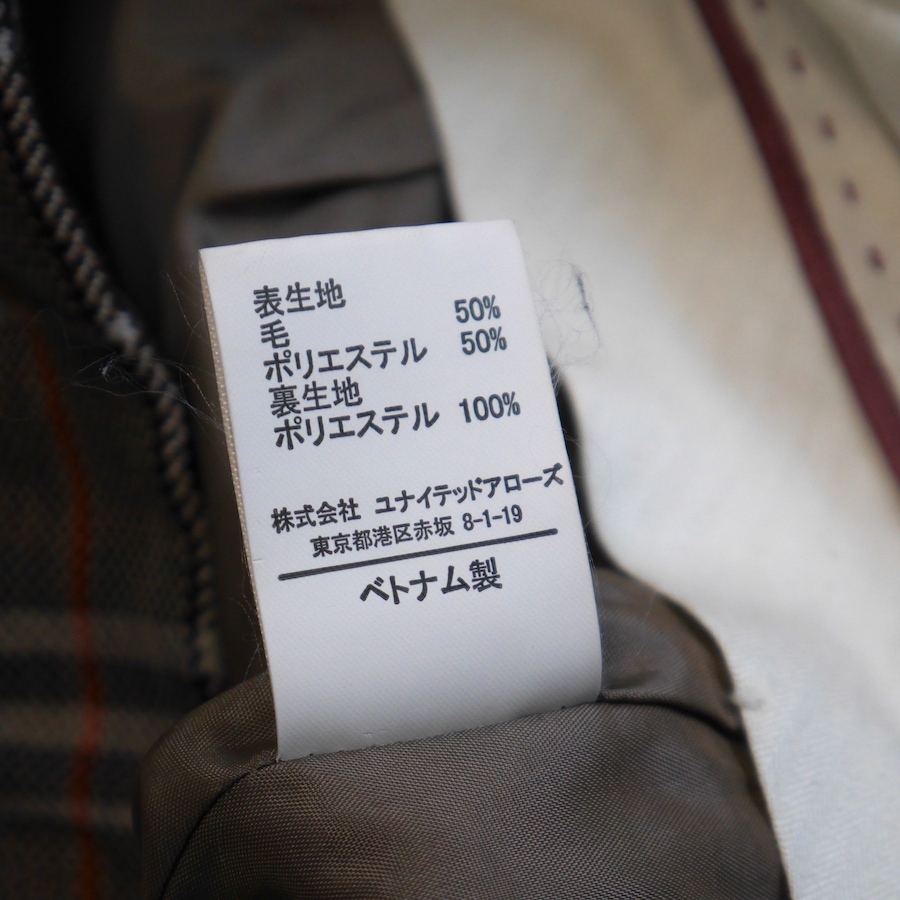 表生地
毛 50%
ポリエステル 50%
裏生地
ポリエステル 100%
株式会社 ユナイテッドアローズ
東京都港区赤坂 8-1-19
ベトナム製